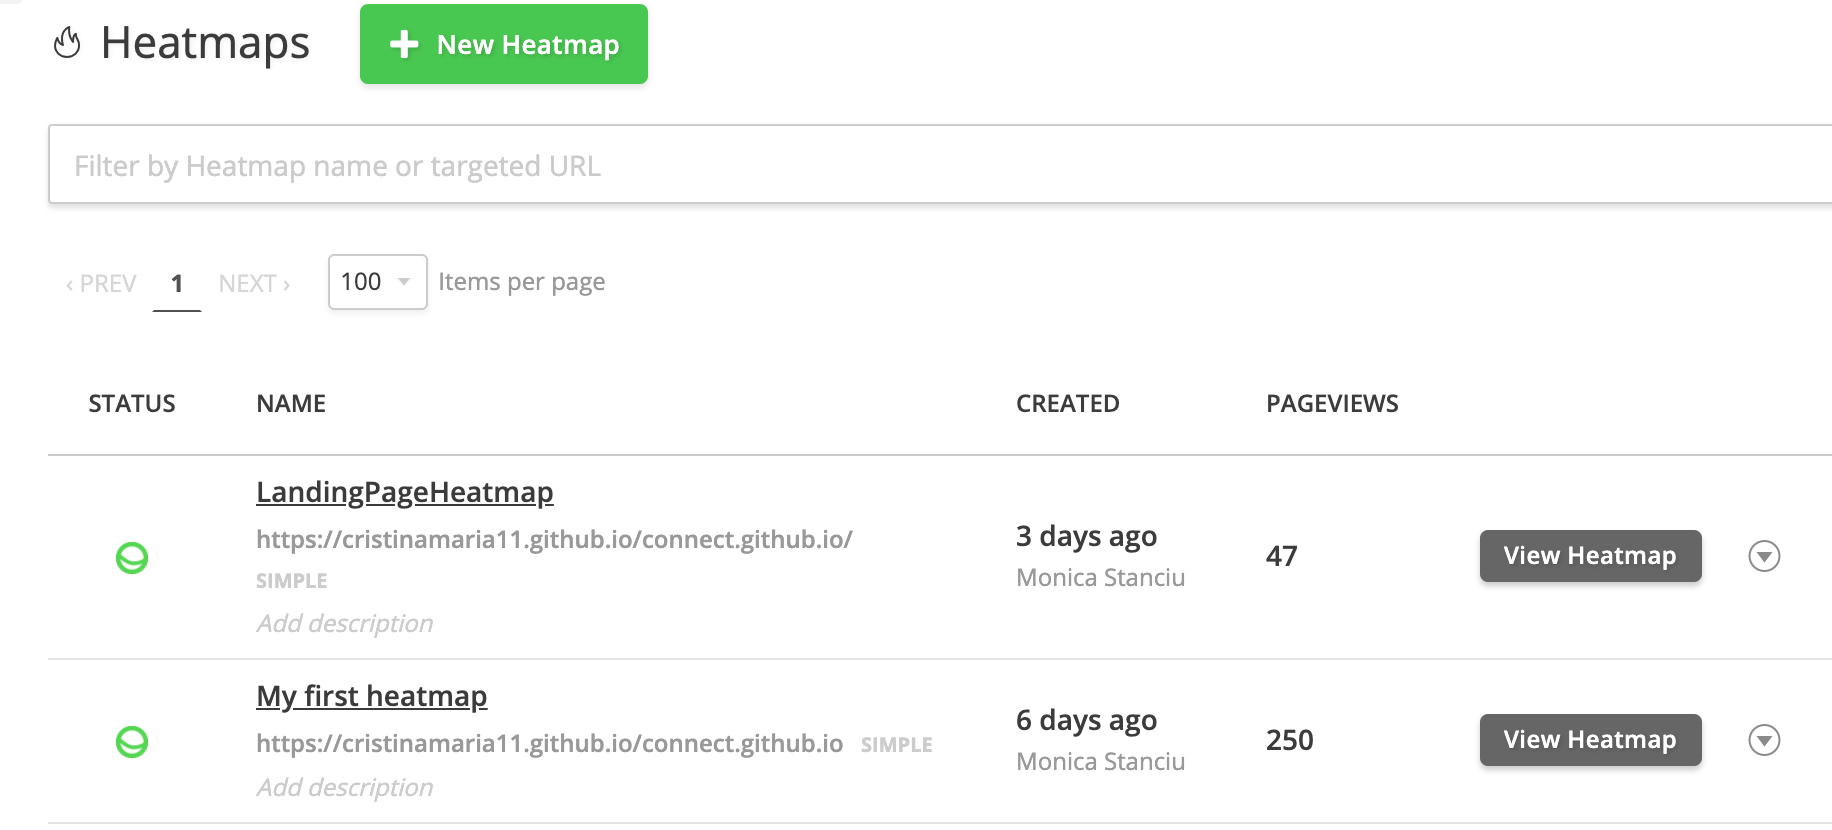 Heatmaps
New Heatmap
Filter by Heatmap name or targeted URL
‹ PREV 1 NEXT › 100 Items per page
STATUS NAME CREATED PAGEVIEWS
LandingPageHeatmap
https://cristinamaria11.github.io/connect.github.io/
SIMPLE
Add description
3 days ago
Monica Stanciu
47
View Heatmap
My first heatmap
https://cristinamaria11.github.io/connect.github.io SIMPLE
Add description
6 days ago
Monica Stanciu
250
View Heatmap